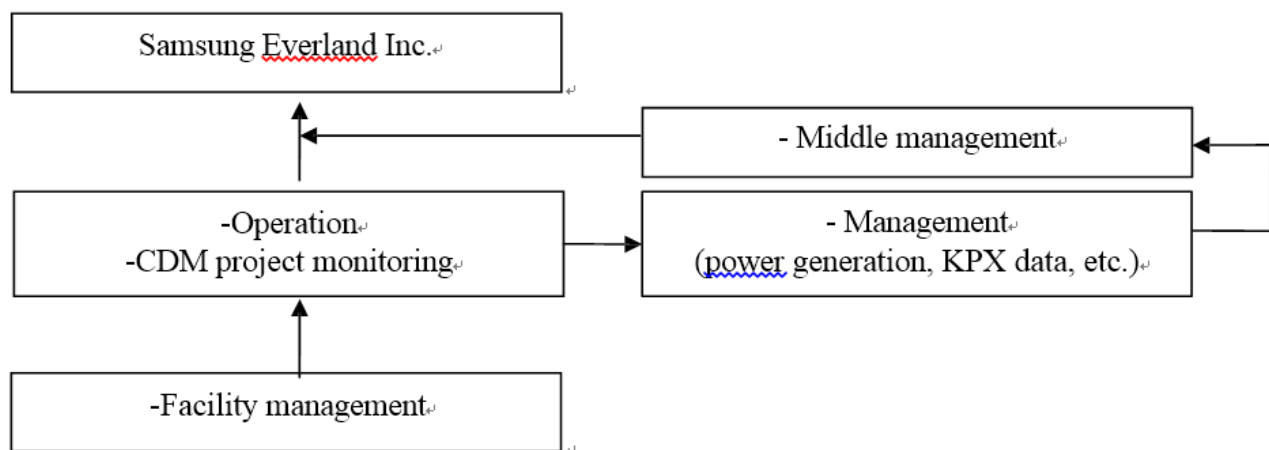 Samsung Everland Inc.
- Middle management
-Operation
-CDM project monitoring
- Management
(power generation, KPX data, etc.)
-Facility management